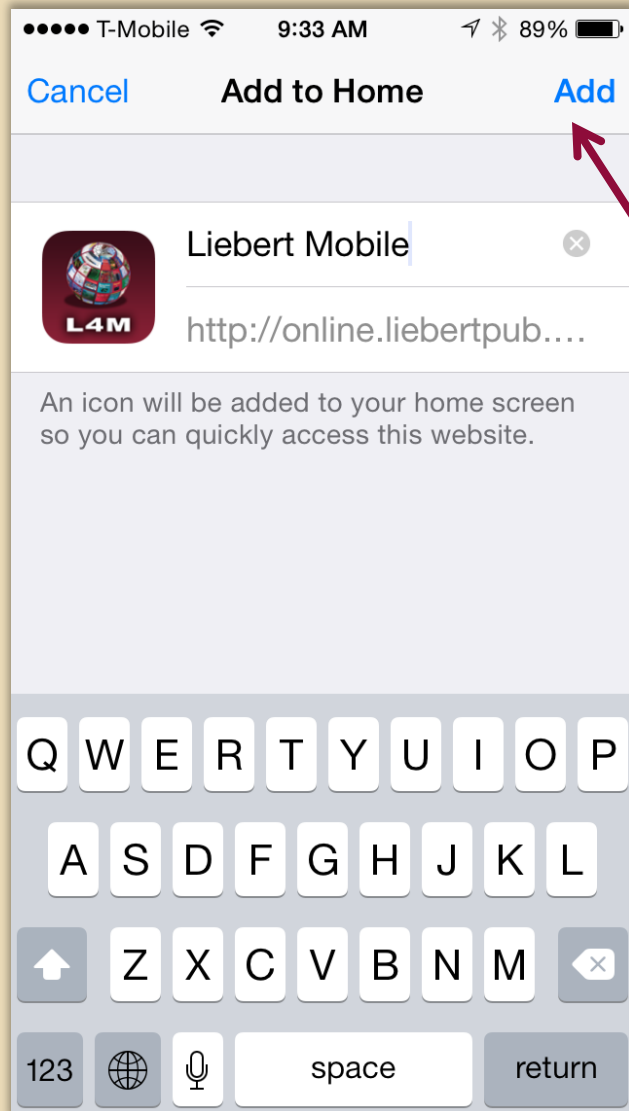 T-Mobile 9:33 AM 89%
Cancel Add to Home Add
Liebert Mobile
L4M
http://online.liebertpub....
An icon will be added to your home screen
so you can quickly access this website.
Q W E R T Y U I O P
A S D F G H J K L
Z X C V B N M
123 space return